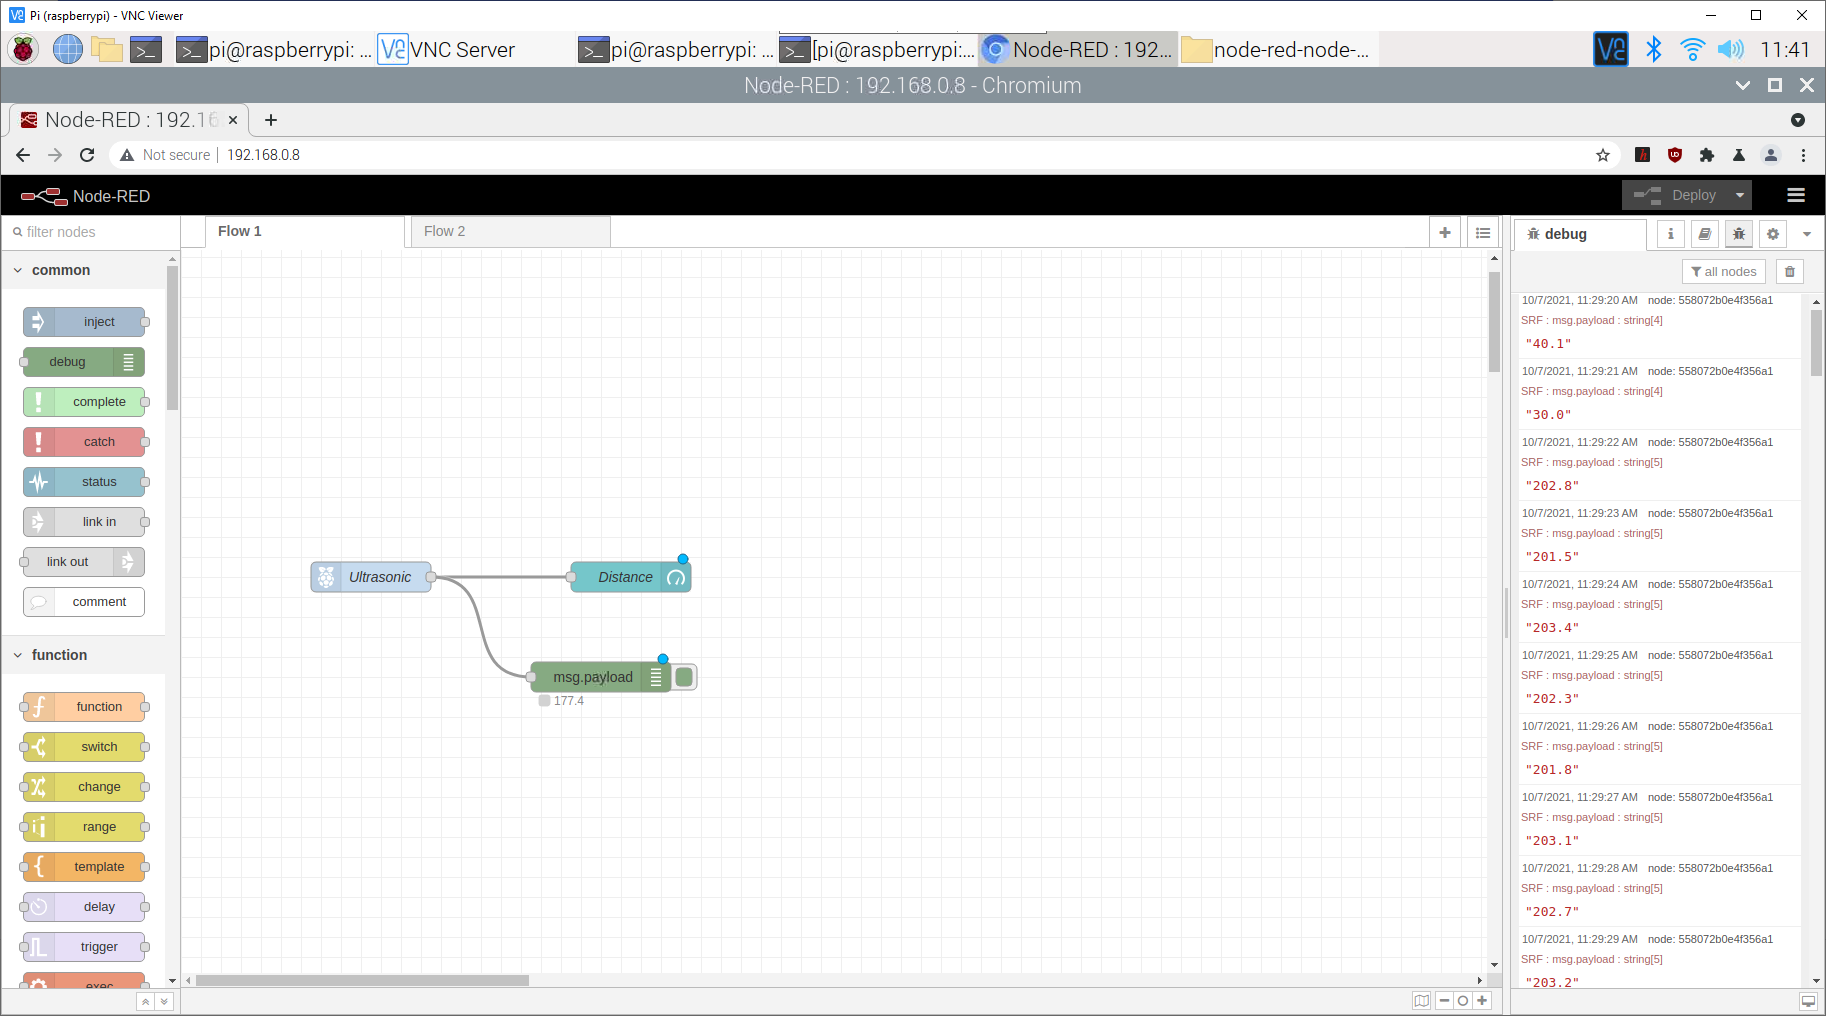 Pi (raspberrypi) - VNC Viewer
pi@raspberrypi: ...
VNC Server
pi@raspberrypi: ...
[pi@raspberrypi:...
Node-RED : 192...
node-red-node-...
11:41
Node-RED : 192.168.0.8 - Chromium
Node-RED : 192.16
Not secure
192.168.0.8
Node-RED
Deploy
filter nodes
Flow 1
Flow 2
debug
all nodes
common
inject
debug
complete
catch
status
link in
link out
comment
function
function
switch
change
range
template
delay
trigger
exec
Ultrasonic
Distance
msg.payload
177.4
10/7/2021, 11:29:20 AM node: 558072b0e4f356a1
SRF : msg.payload : string[4]
"40.1"
10/7/2021, 11:29:21 AM node: 558072b0e4f356a1
SRF : msg.payload : string[4]
"30.0"
10/7/2021, 11:29:22 AM node: 558072b0e4f356a1
SRF : msg.payload : string[5]
"202.8"
10/7/2021, 11:29:23 AM node: 558072b0e4f356a1
SRF : msg.payload : string[5]
"201.5"
10/7/2021, 11:29:24 AM node: 558072b0e4f356a1
SRF : msg.payload : string[5]
"203.4"
10/7/2021, 11:29:25 AM node: 558072b0e4f356a1
SRF : msg.payload : string[5]
"202.3"
10/7/2021, 11:29:26 AM node: 558072b0e4f356a1
SRF : msg.payload : string[5]
"201.8"
10/7/2021, 11:29:27 AM node: 558072b0e4f356a1
SRF : msg.payload : string[5]
"203.1"
10/7/2021, 11:29:28 AM node: 558072b0e4f356a1
SRF : msg.payload : string[5]
"202.7"
10/7/2021, 11:29:29 AM node: 558072b0e4f356a1
SRF : msg.payload : string[5]
"203.2"